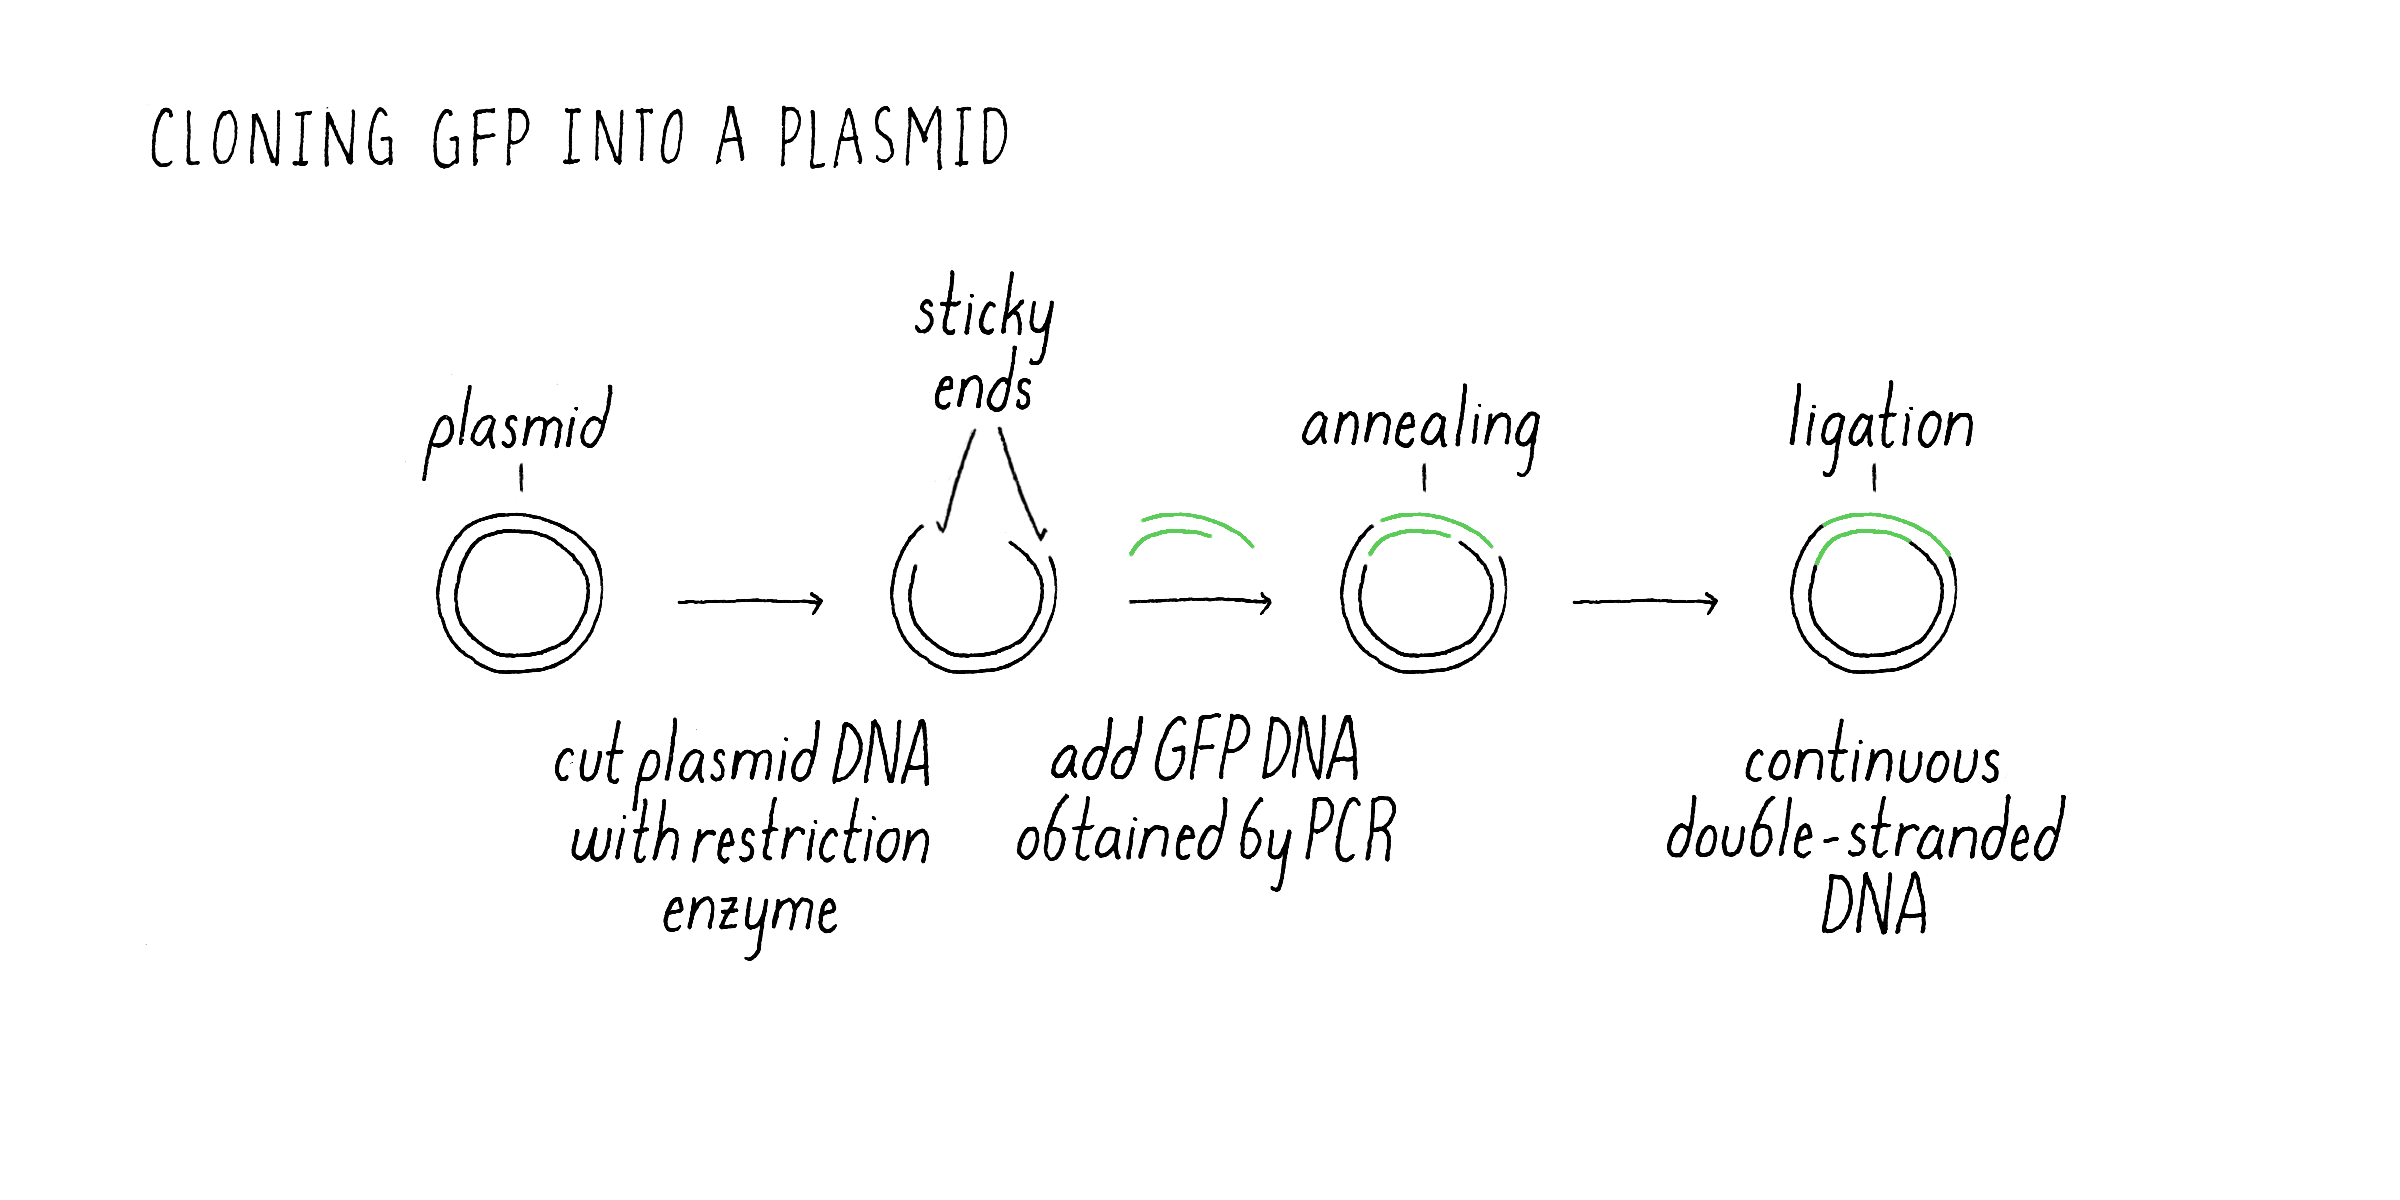 CLONING GFP INTO A PLASMID
plasmid
sticky
ends
annealing
ligation
cut plasmid DNA
with restriction
enzyme
add GFP DNA
obtained by PCR
continuous
double-stranded
DNA